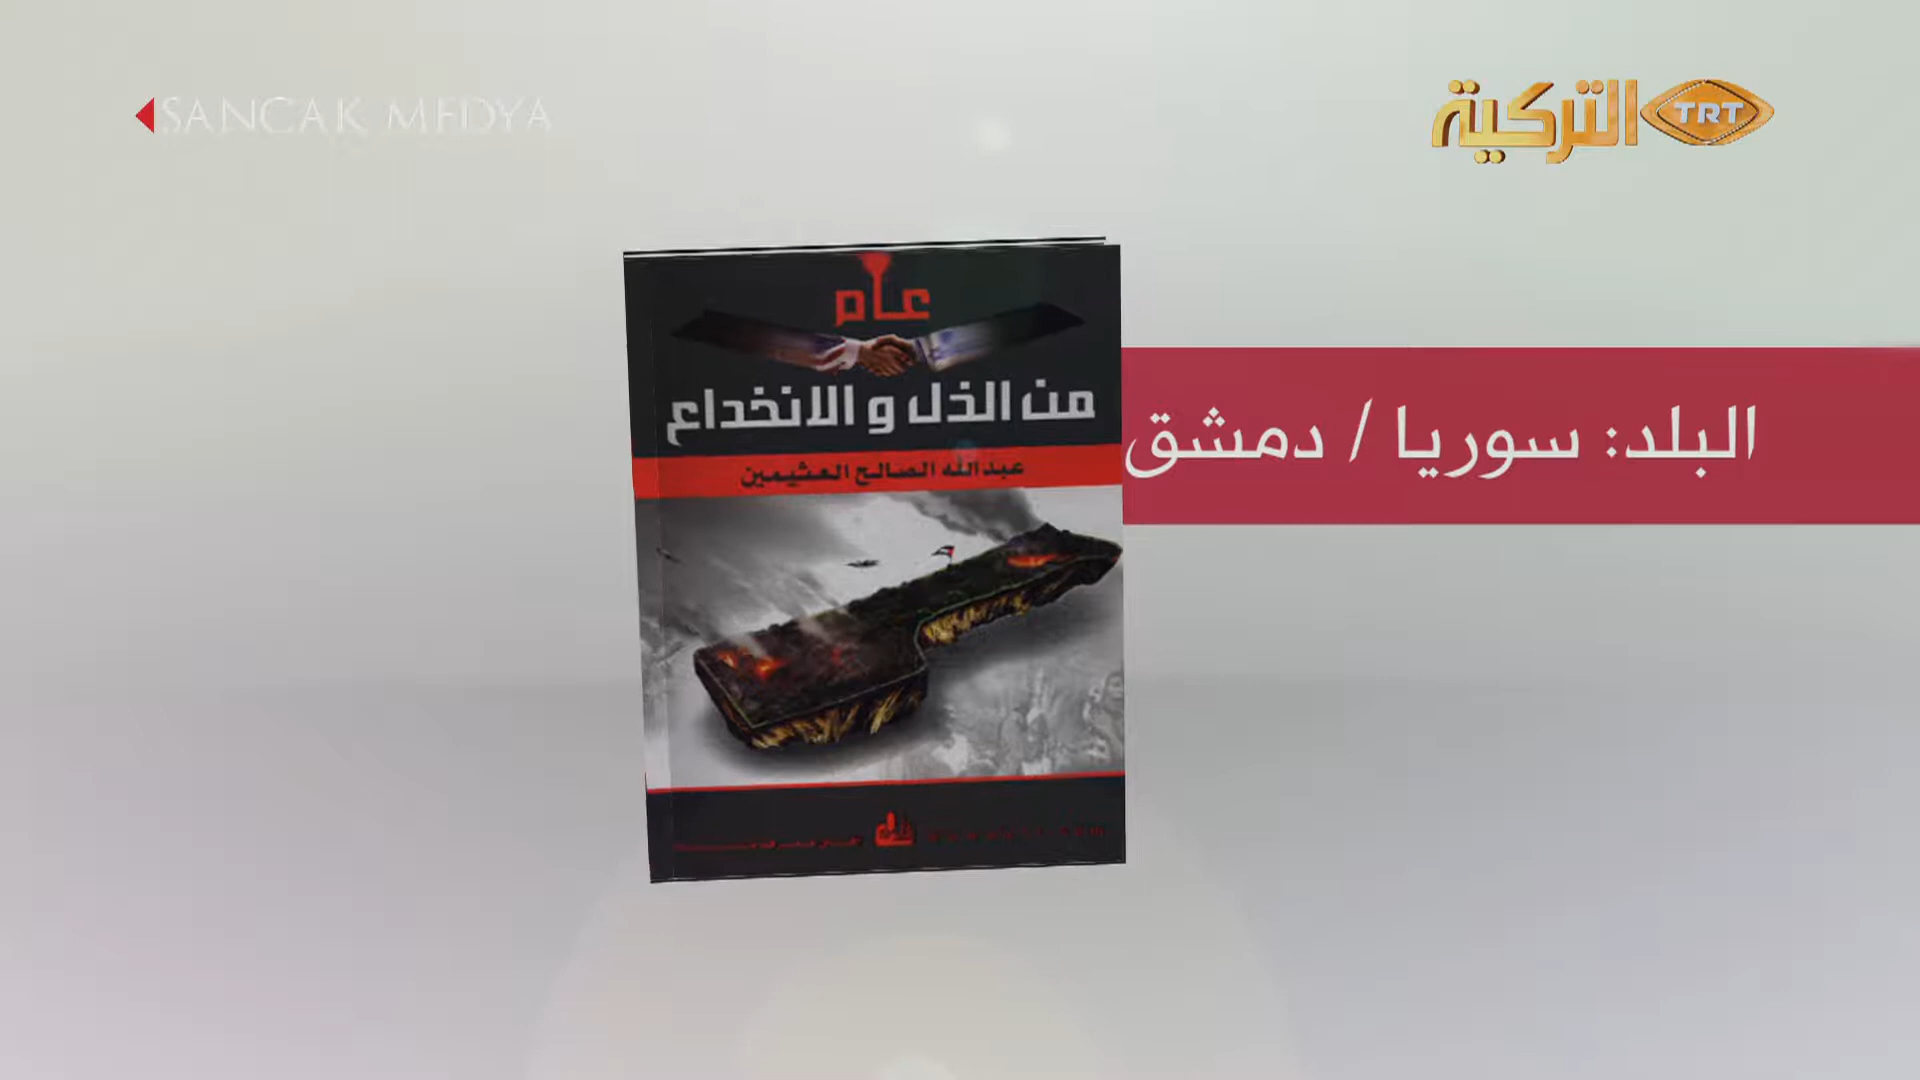 SANCAK MEDYA
التركية TRT
عام
من الذل و الانخداع
عبدالله الصالح العثيمين
البلد: سوريا / دمشق